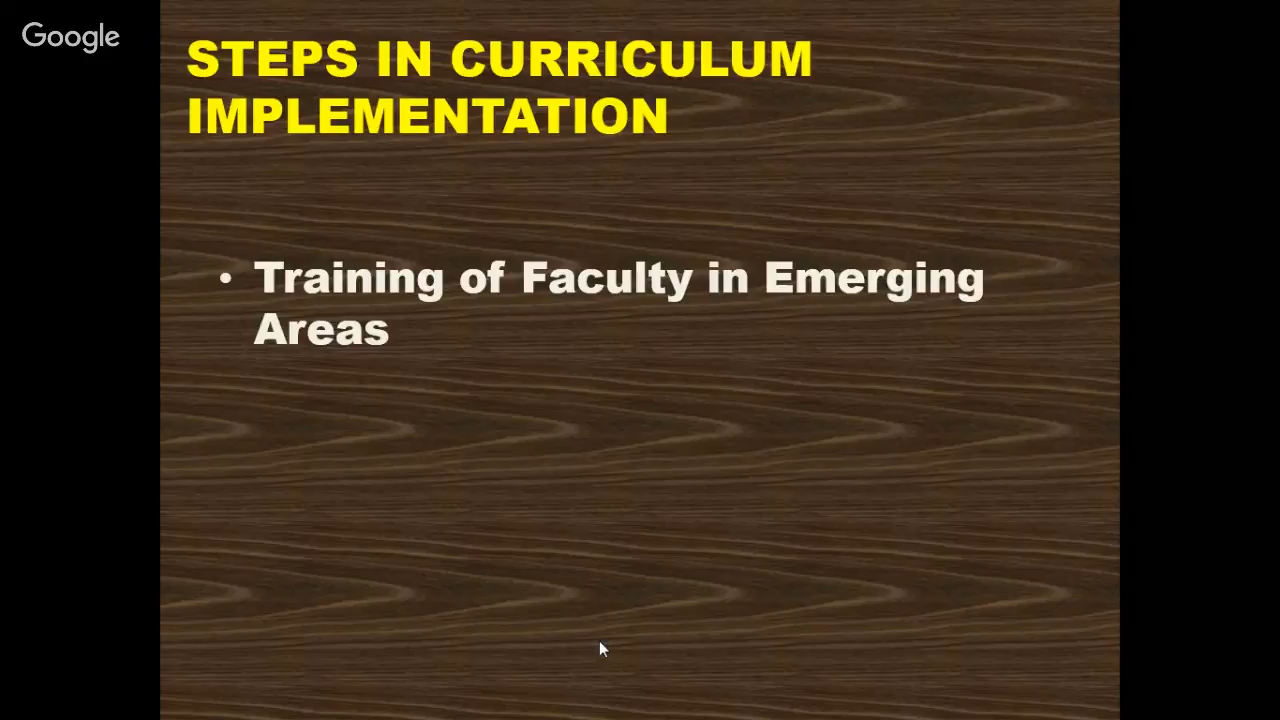 Google
STEPS IN CURRICULUM
IMPLEMENTATION
• Training of Faculty in Emerging
Areas